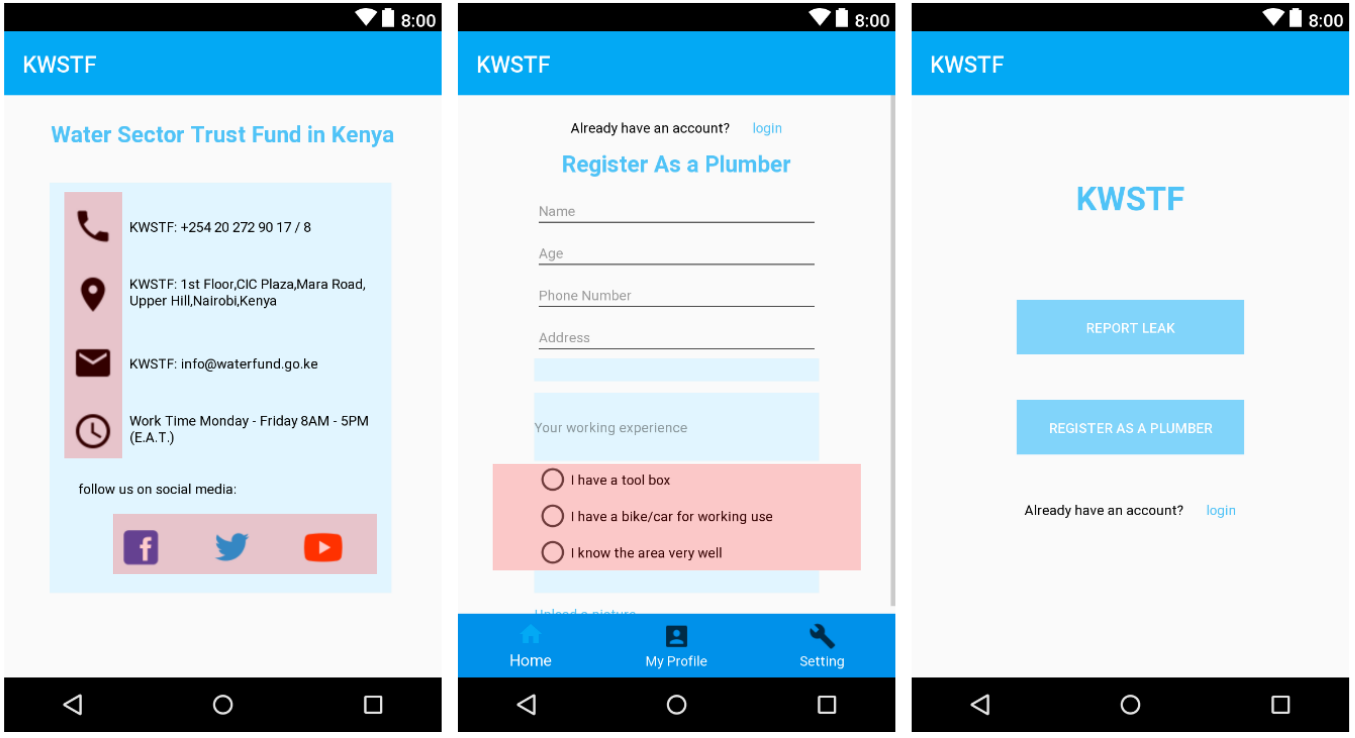 8:00
KWSTF
Water Sector Trust Fund in Kenya
KWSTF: +254 20 272 90 17 / 8
KWSTF: 1st Floor,CIC Plaza,Mara Road,
Upper Hill,Nairobi,Kenya
KWSTF: info@waterfund.go.ke
Work Time Monday - Friday 8AM - 5PM
(E.A.T.)
follow us on social media:
8:00
KWSTF
Already have an account? login
Register As a Plumber
Name
Age
Phone Number
Address
Your working experience
I have a tool box
I have a bike/car for working use
I know the area very well
Upload a picture
Home
My Profile
Setting
8:00
KWSTF
KWSTF
REPORT LEAK
REGISTER AS A PLUMBER
Already have an account? login